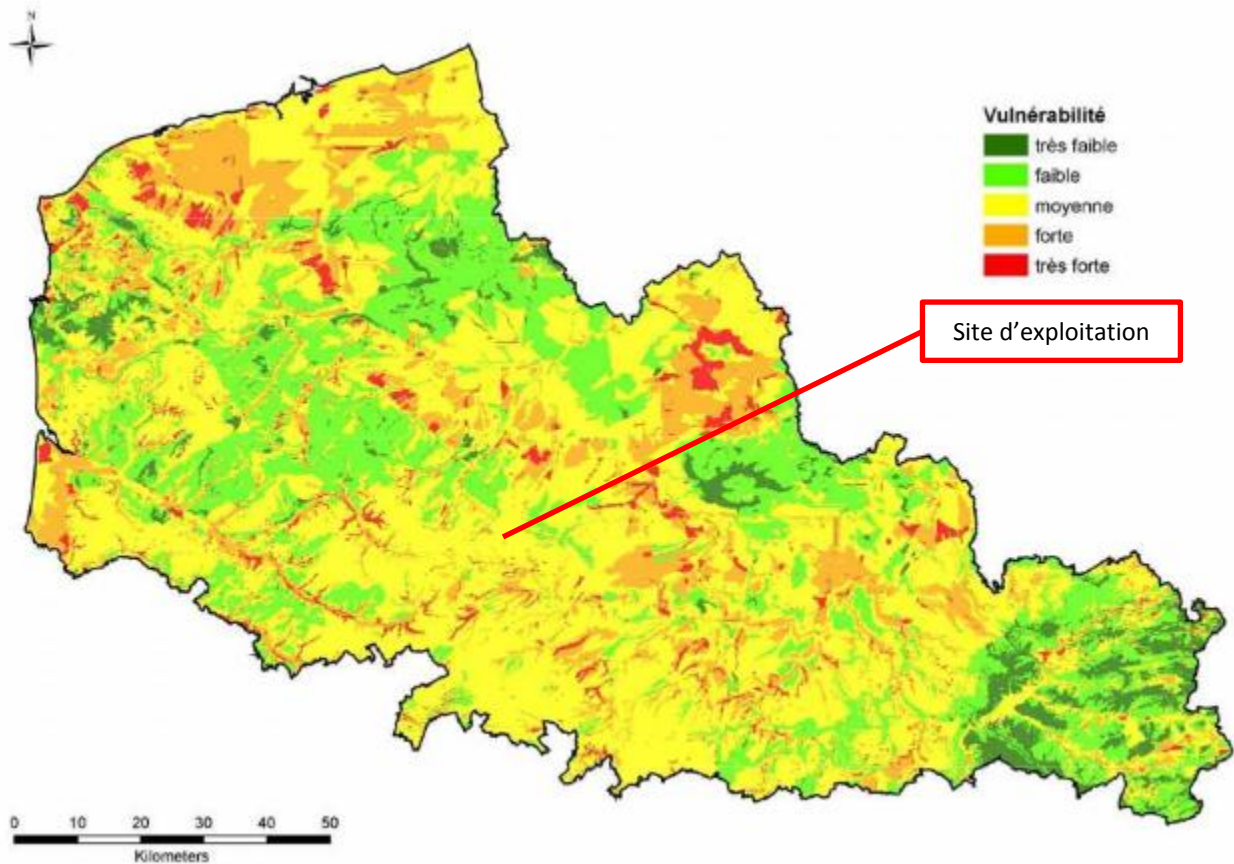 N
Vulnérabilité
très faible
faible
moyenne
forte
très forte
Site d’exploitation
0 10 20 30 40 50
Kilometers